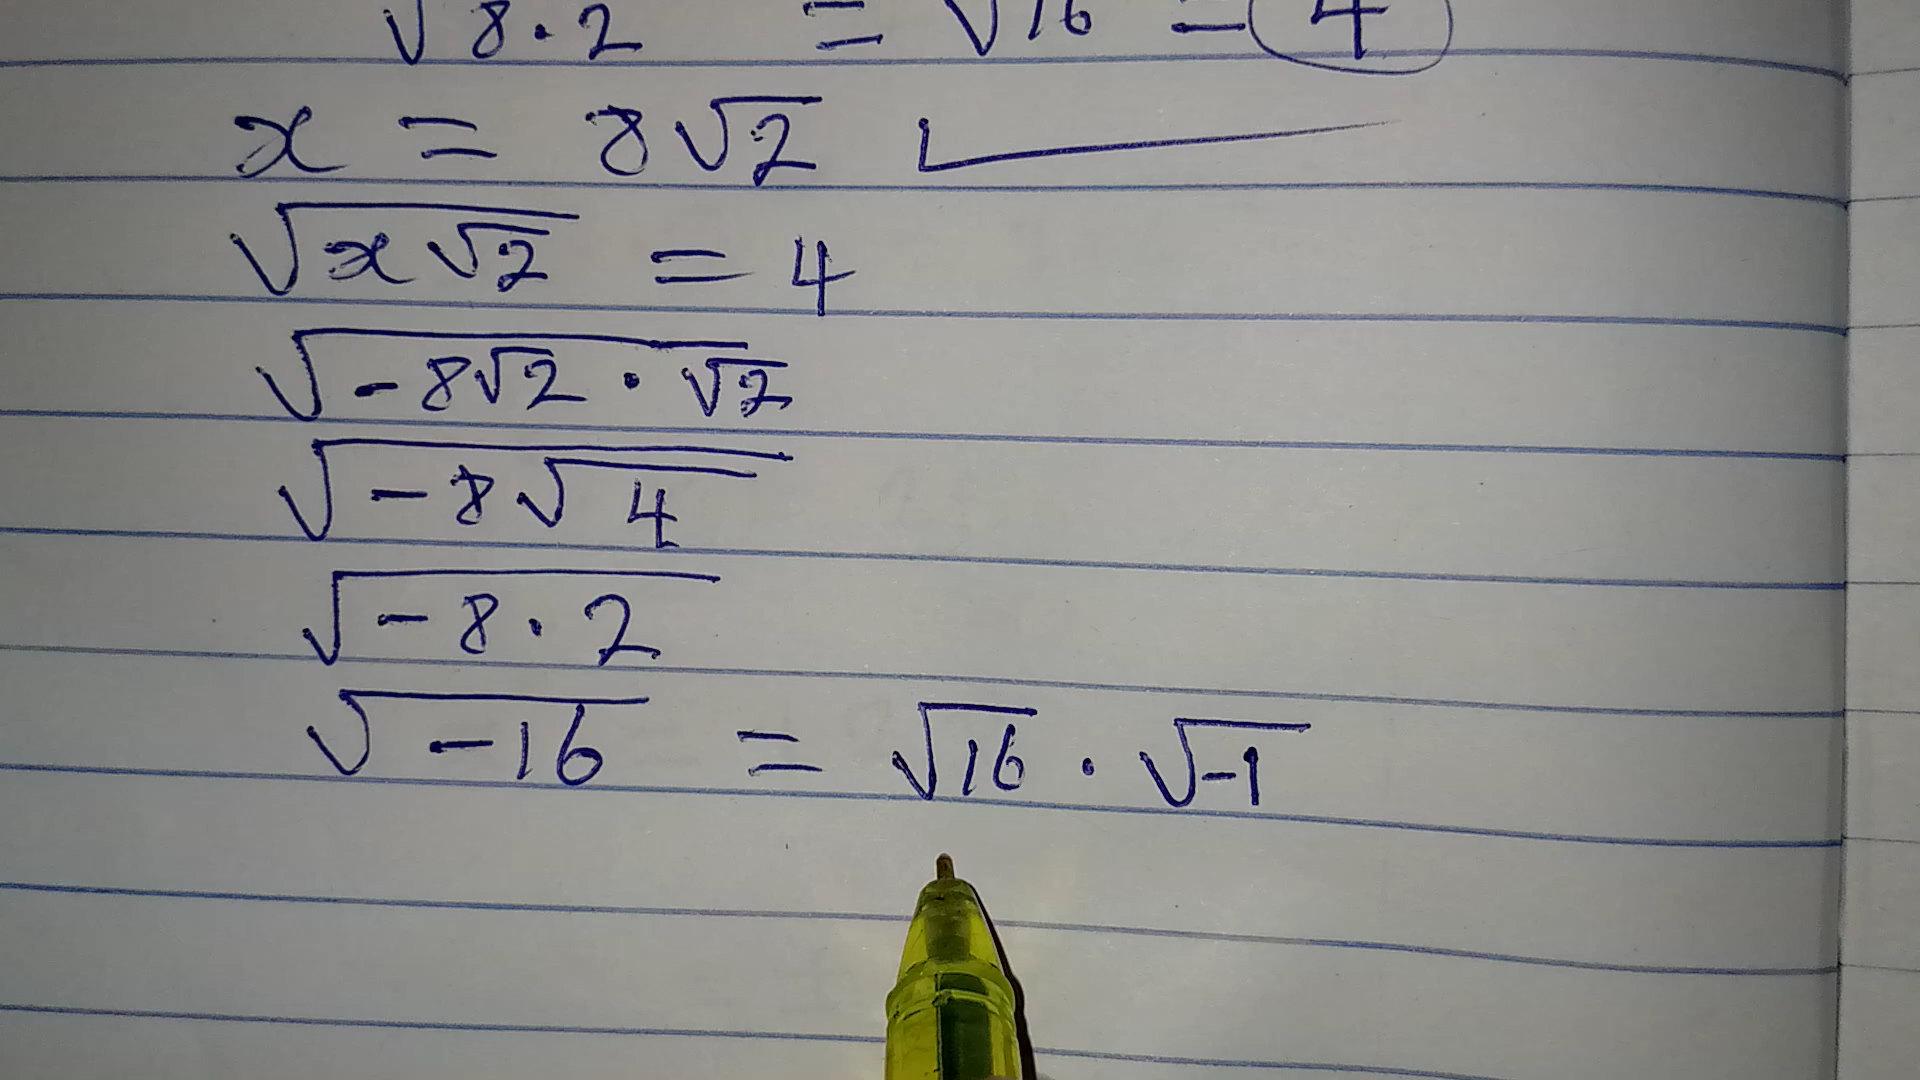 √8·2 = √16 = 4
x = 8√2 ✓
√(x√2) = 4
√(-8√2 · √2)
√(-8√4)
√(-8·2)
√-16 = √16 · √-1